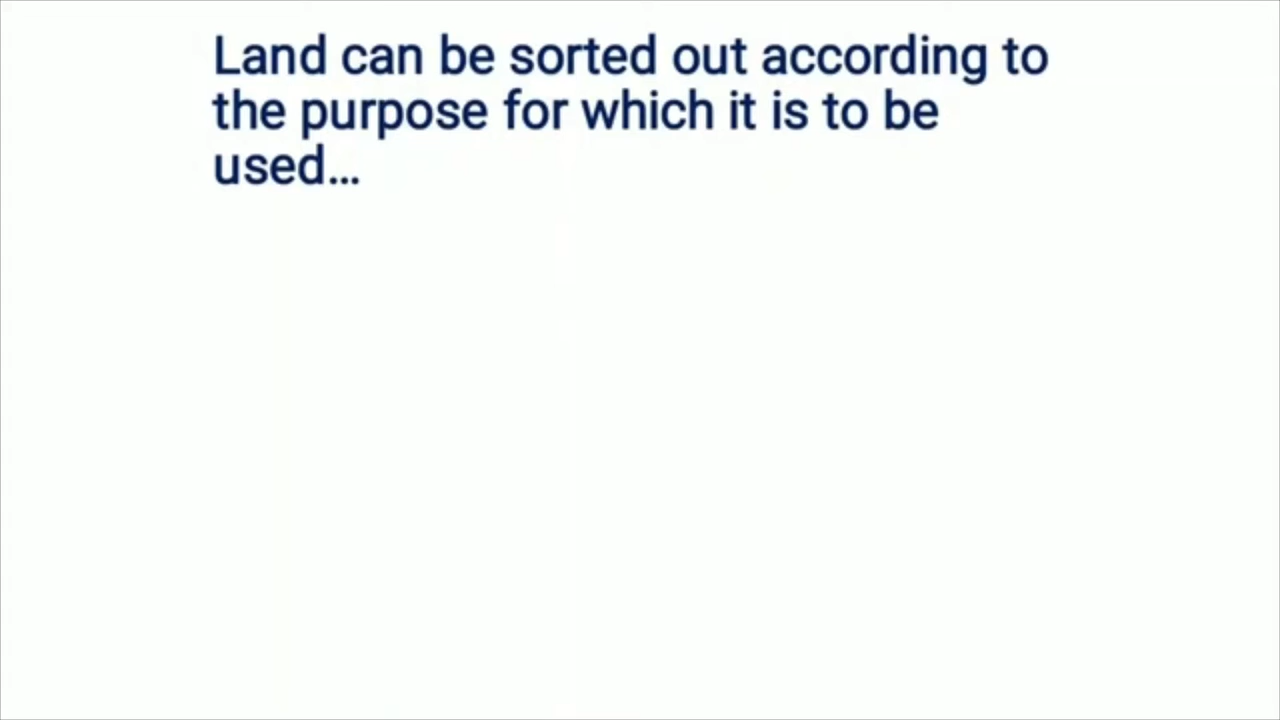 Land can be sorted out according to
the purpose for which it is to be
used...